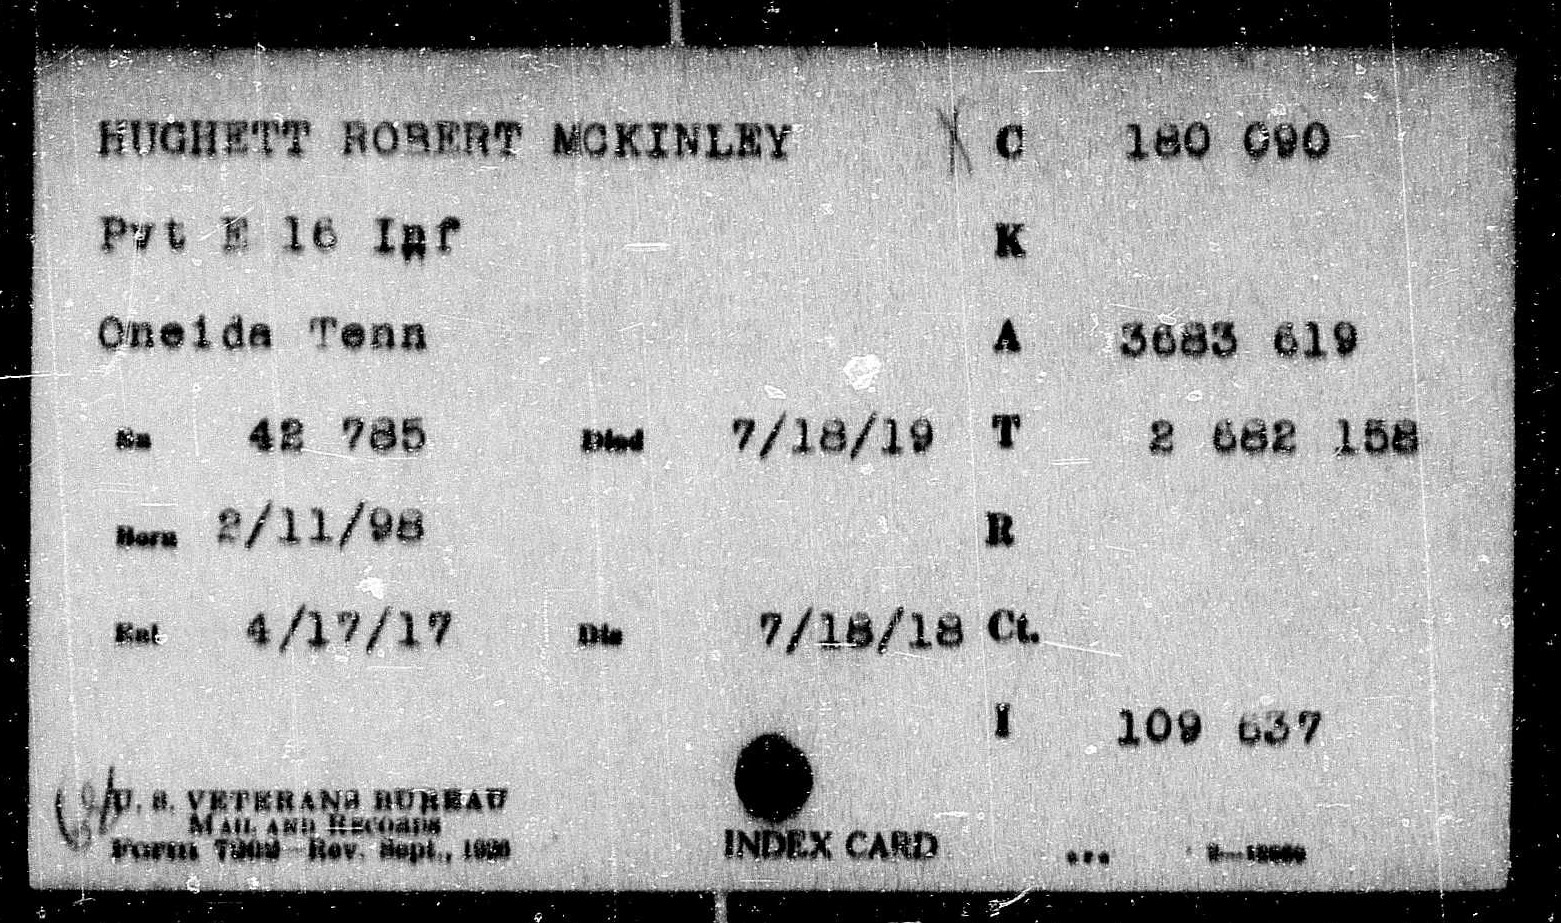 HUGHETT ROBERT MCKINLEY X C 180 090
Pvt E 16 Inf K
Oneida Tenn A 3683 619
Sn 42 785 Died 7/18/19 T 2 682 158
Born 2/11/98 R
Enl 4/17/17 Dis 7/18/18 Ct.
I 109 637
U. S. VETERANS BUREAU
MAIL AND RECORDS
Form 7202—Rev. Sept., 1930
INDEX CARD